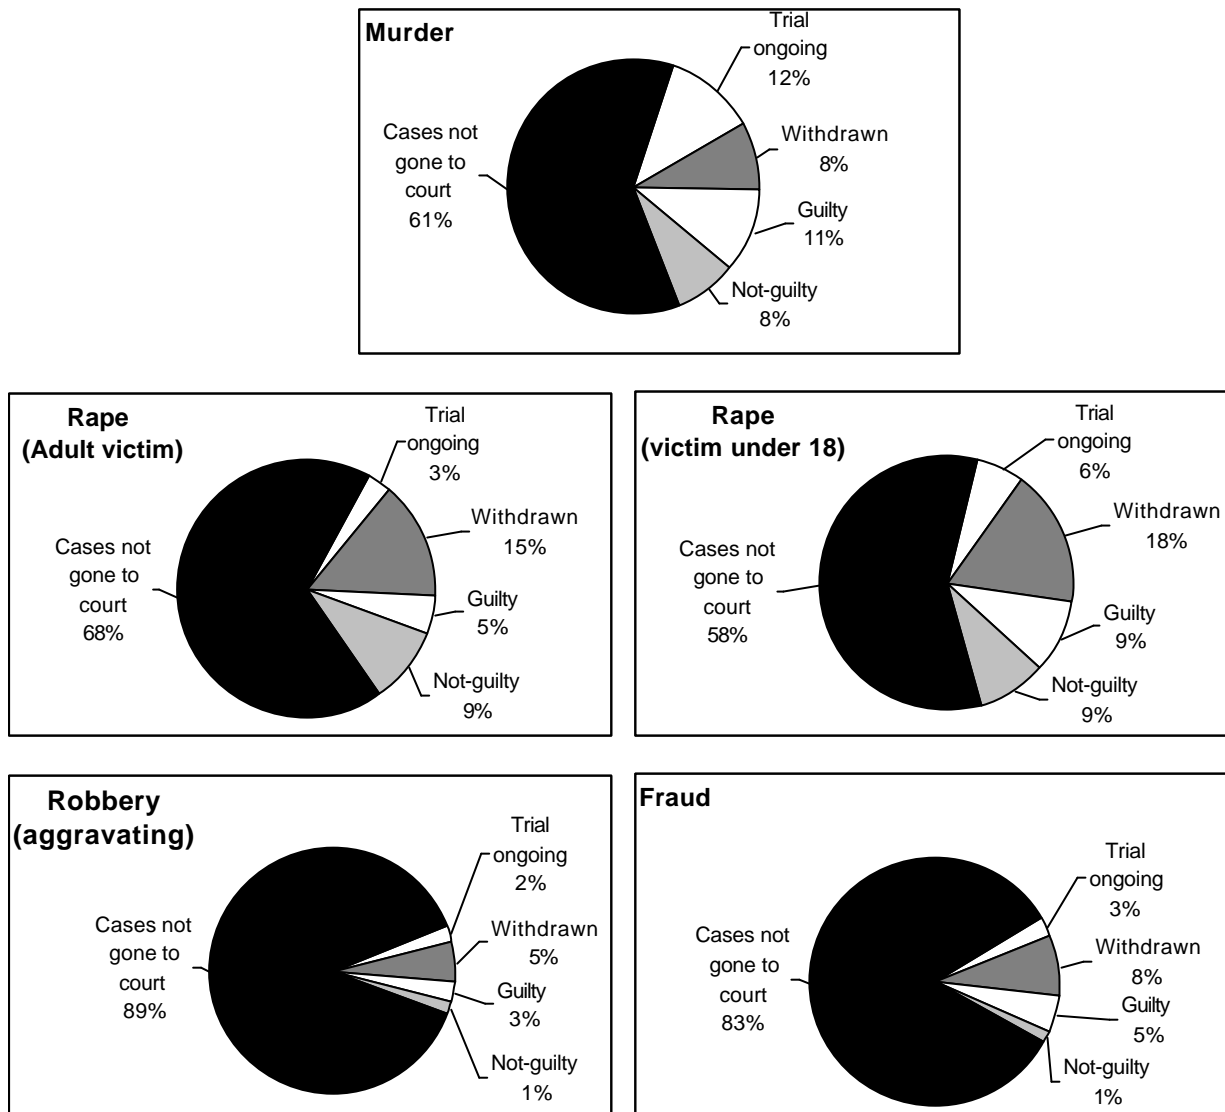 Murder
Trial
ongoing
12%
Withdrawn
8%
Guilty
11%
Not-guilty
8%
Cases not
gone to
court
61%
Rape
(Adult victim)
Trial
ongoing
3%
Withdrawn
15%
Guilty
5%
Not-guilty
9%
Cases not
gone to
court
68%
Rape
(victim under 18)
Trial
ongoing
6%
Withdrawn
18%
Guilty
9%
Not-guilty
9%
Cases not
gone to
court
58%
Robbery
(aggravating)
Trial
ongoing
2%
Withdrawn
5%
Guilty
3%
Not-guilty
1%
Cases not
gone to
court
89%
Fraud
Trial
ongoing
3%
Withdrawn
8%
Guilty
5%
Not-guilty
1%
Cases not
gone to
court
83%